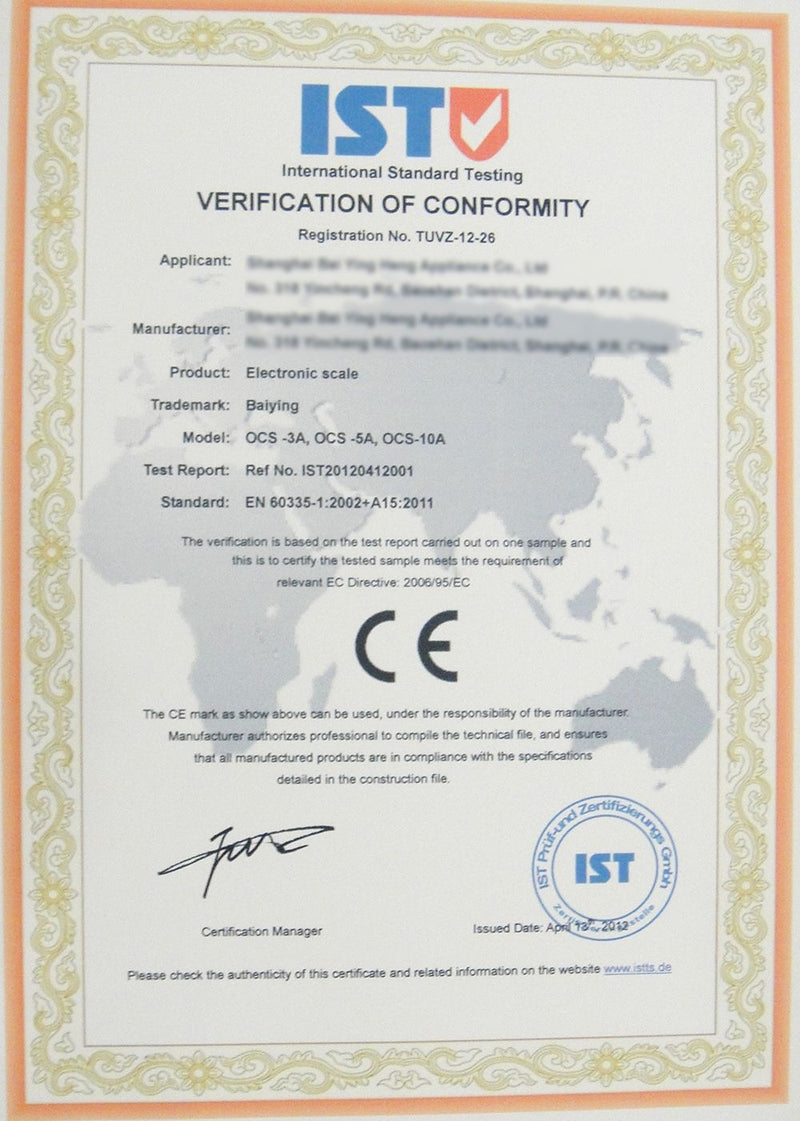 IST
International Standard Testing
VERIFICATION OF CONFORMITY
Registration No. TUVZ-12-26
Applicant:
Manufacturer:
Product: Electronic scale
Trademark: Baiying
Model: OCS -3A, OCS -5A, OCS-10A
Test Report: Ref No. IST20120412001
Standard: EN 60335-1:2002+A15:2011
The verification is based on the test report carried out on one sample and
this is to certify the tested sample meets the requirement of
relevant EC Directive: 2006/95/EC
CE
The CE mark as show above can be used, under the responsibility of the manufacturer.
Manufacturer authorizes professional to compile the technical file, and ensures
that all manufactured products are in compliance with the specifications
detailed in the construction file.
IST Prüf-und Zertifizierungs Gmbh
IST
Certification Manager
Issued Date: April 13th, 2012
Please check the authenticity of this certificate and related information on the website www.istts.de